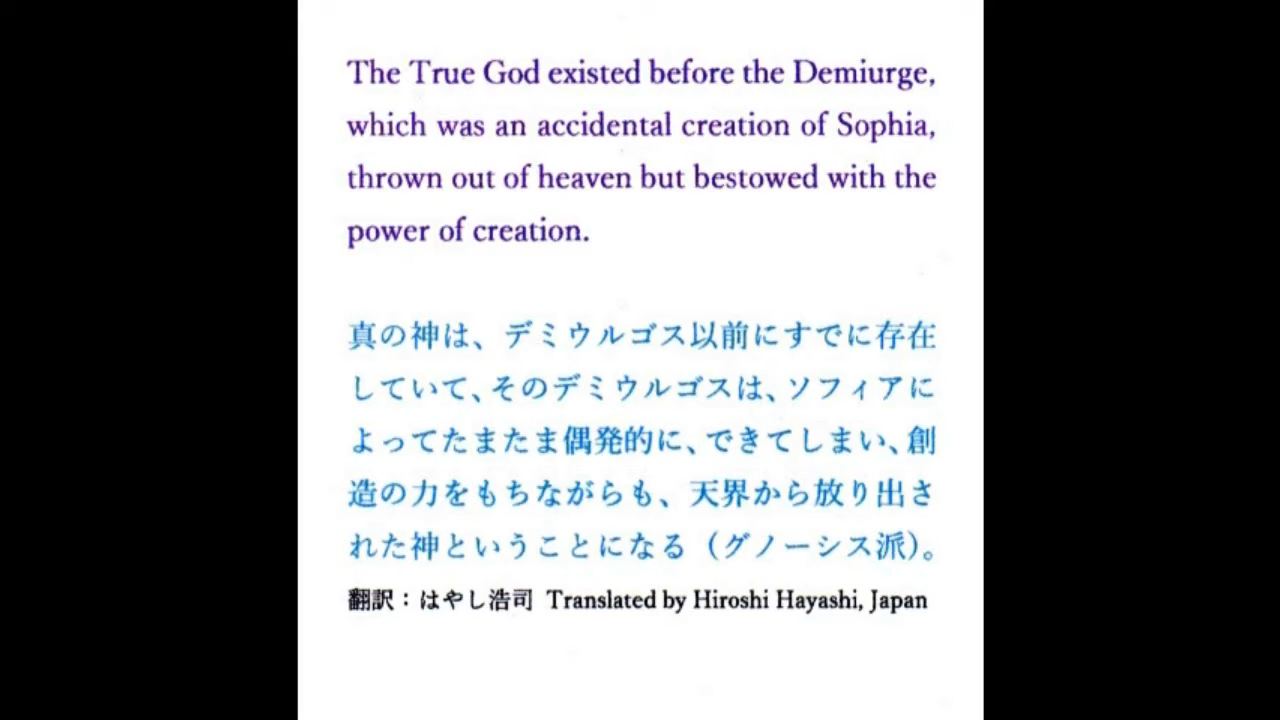 The True God existed before the Demiurge,
which was an accidental creation of Sophia,
thrown out of heaven but bestowed with the
power of creation.
真の神は、デミウルゴス以前にすでに存在
していて、そのデミウルゴスは、ソフィアに
よってたまたま偶発的に、できてしまい、創
造の力をもちながらも、天界から放り出さ
れた神ということになる（グノーシス派）。
翻訳：はやし浩司 Translated by Hiroshi Hayashi, Japan